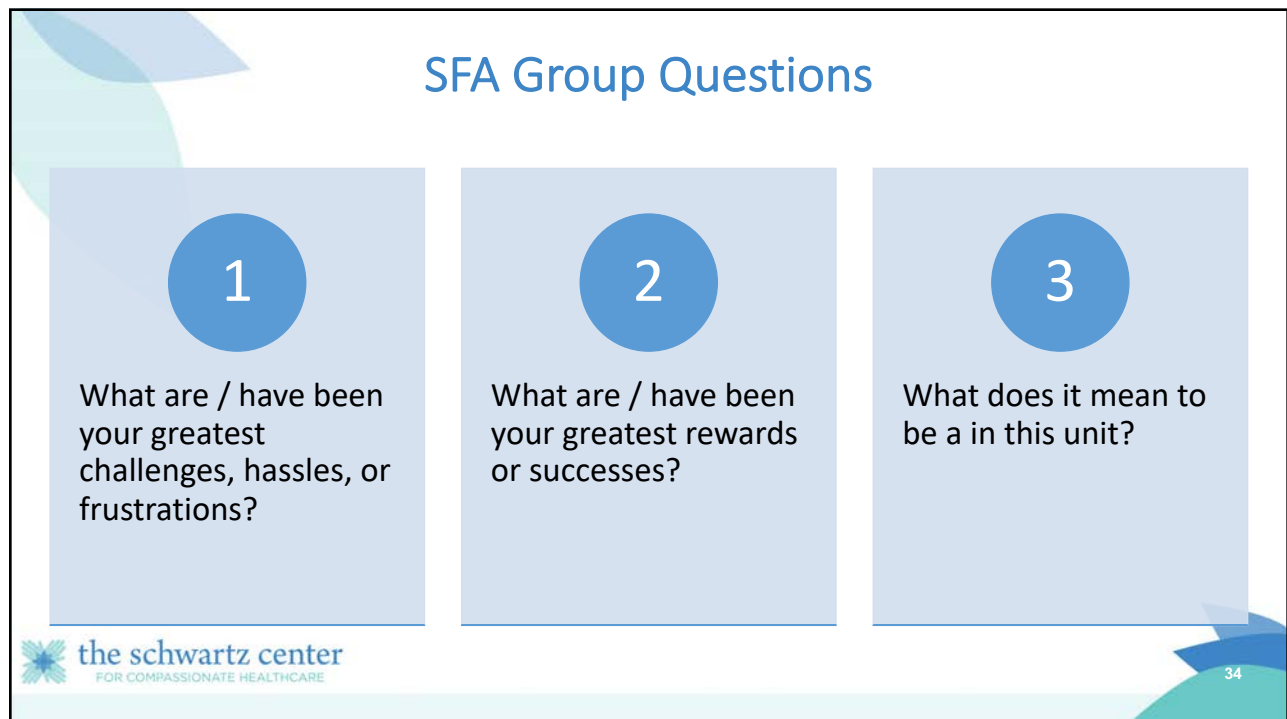 SFA Group Questions
1
What are / have been
your greatest
challenges, hassles, or
frustrations?
2
What are / have been
your greatest rewards
or successes?
3
What does it mean to
be a in this unit?
the schwartz center
FOR COMPASSIONATE HEALTHCARE
34